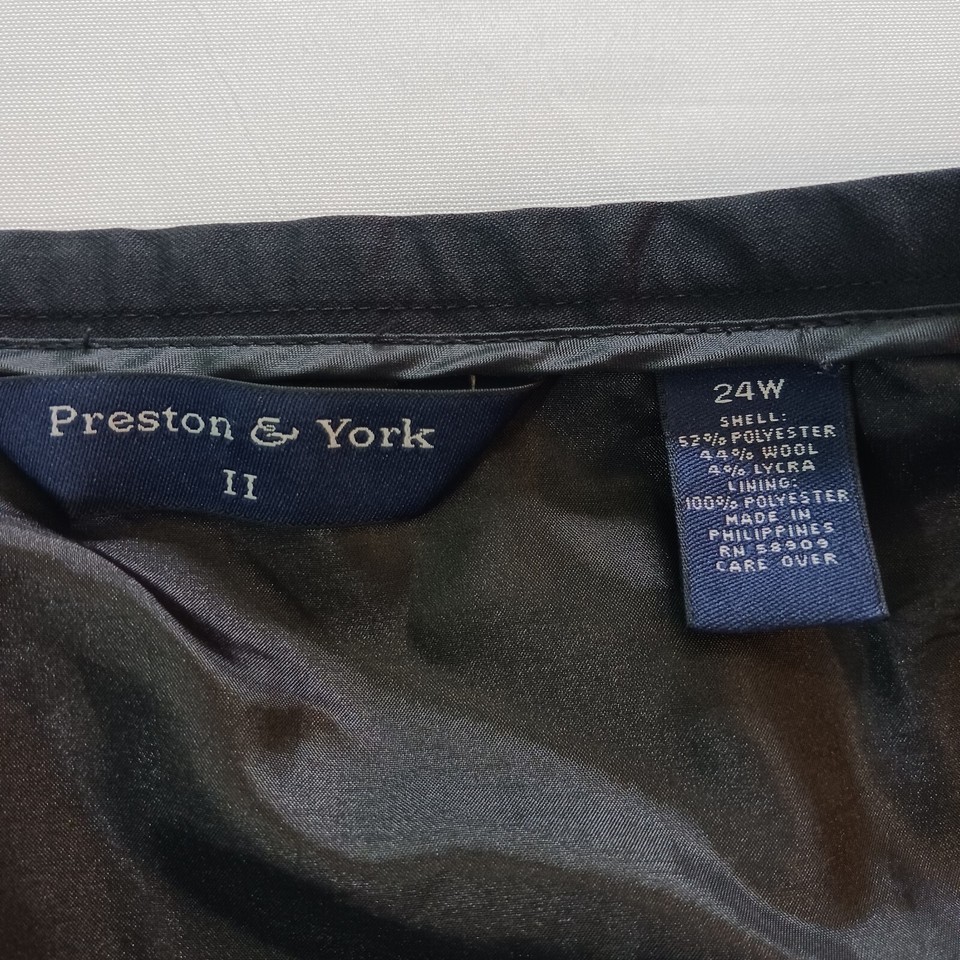 Preston & York
II
24W
SHELL:
52% POLYESTER
44% WOOL
4% LYCRA
LINING:
100% POLYESTER
MADE IN
PHILIPPINES
RN 58909
CARE OVER